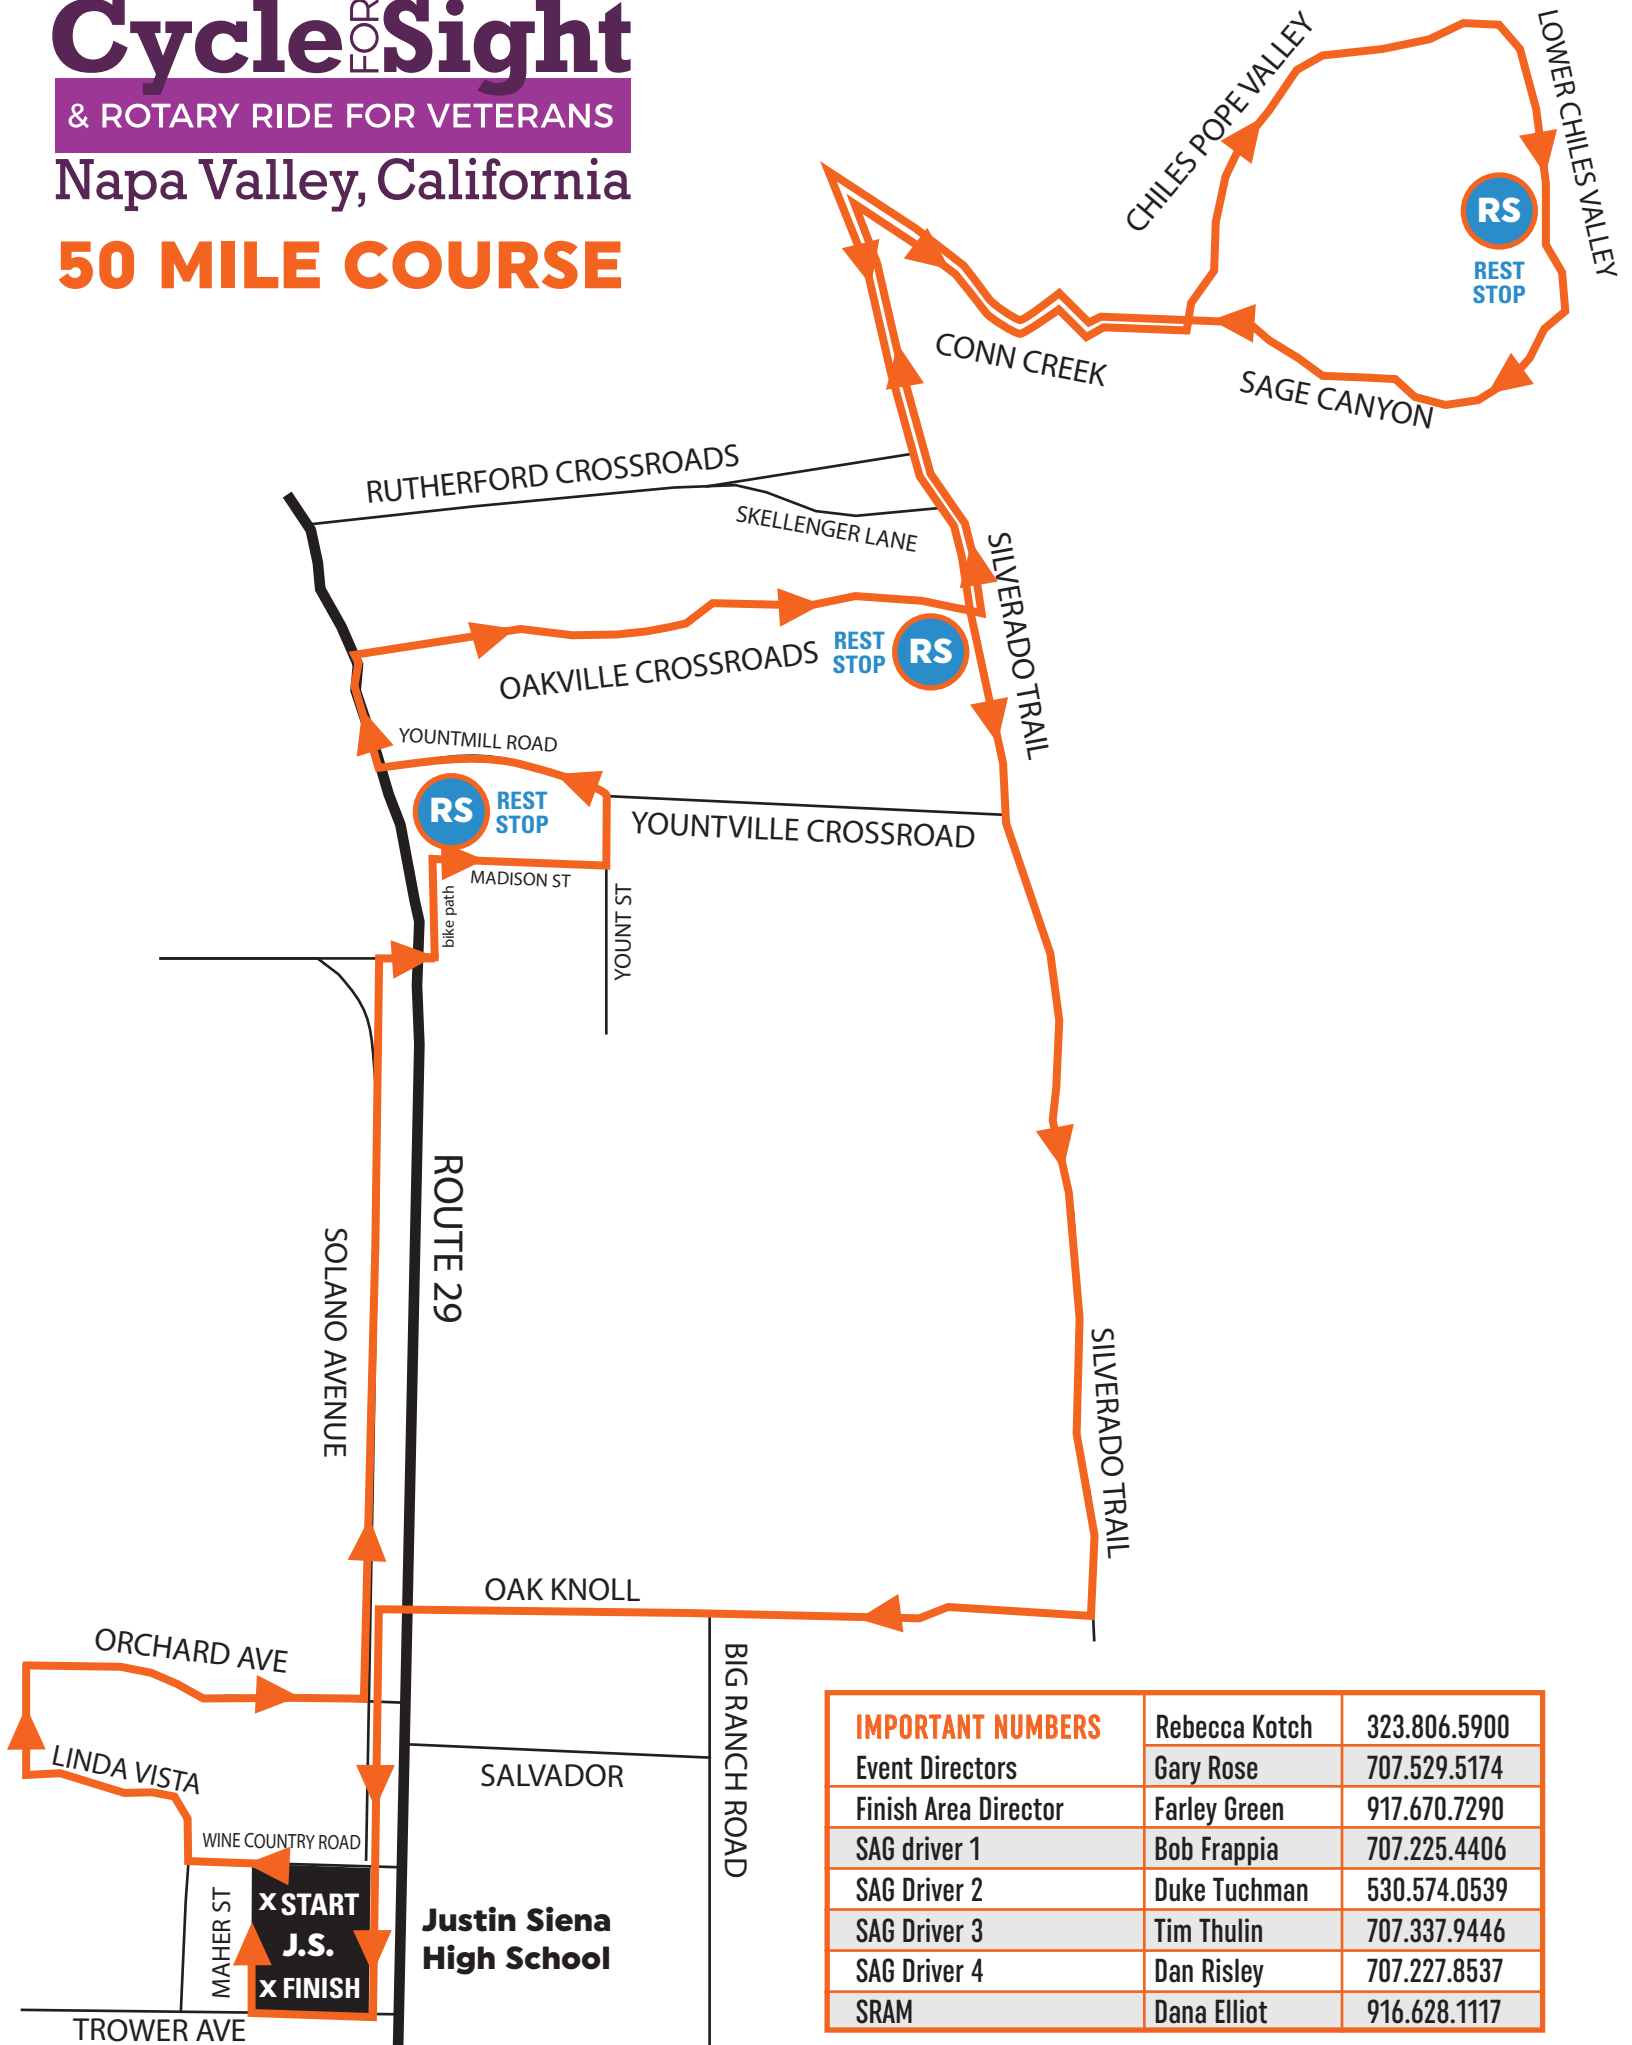 Cycle FOR Sight
& ROTARY RIDE FOR VETERANS
Napa Valley, California
50 MILE COURSE
CHILES POPE VALLEY
LOWER CHILES VALLEY
RS
REST
STOP
CONN CREEK
SAGE CANYON
RUTHERFORD CROSSROADS
SKELLENGER LANE
SILVERADO TRAIL
OAKVILLE CROSSROADS
REST
STOP
RS
YOUNTMILL ROAD
RS
REST
STOP
YOUNTVILLE CROSSROAD
MADISON ST
bike path
YOUNT ST
ROUTE 29
SOLANO AVENUE
SILVERADO TRAIL
OAK KNOLL
ORCHARD AVE
BIG RANCH ROAD
LINDA VISTA
SALVADOR
WINE COUNTRY ROAD
MAHER ST
x START
J.S.
x FINISH
Justin Siena
High School
TROWER AVE
IMPORTANT NUMBERS Rebecca Kotch 323.806.5900
Event Directors Gary Rose 707.529.5174
Finish Area Director Farley Green 917.670.7290
SAG driver 1 Bob Frappia 707.225.4406
SAG Driver 2 Duke Tuchman 530.574.0539
SAG Driver 3 Tim Thulin 707.337.9446
SAG Driver 4 Dan Risley 707.227.8537
SRAM Dana Elliot 916.628.1117